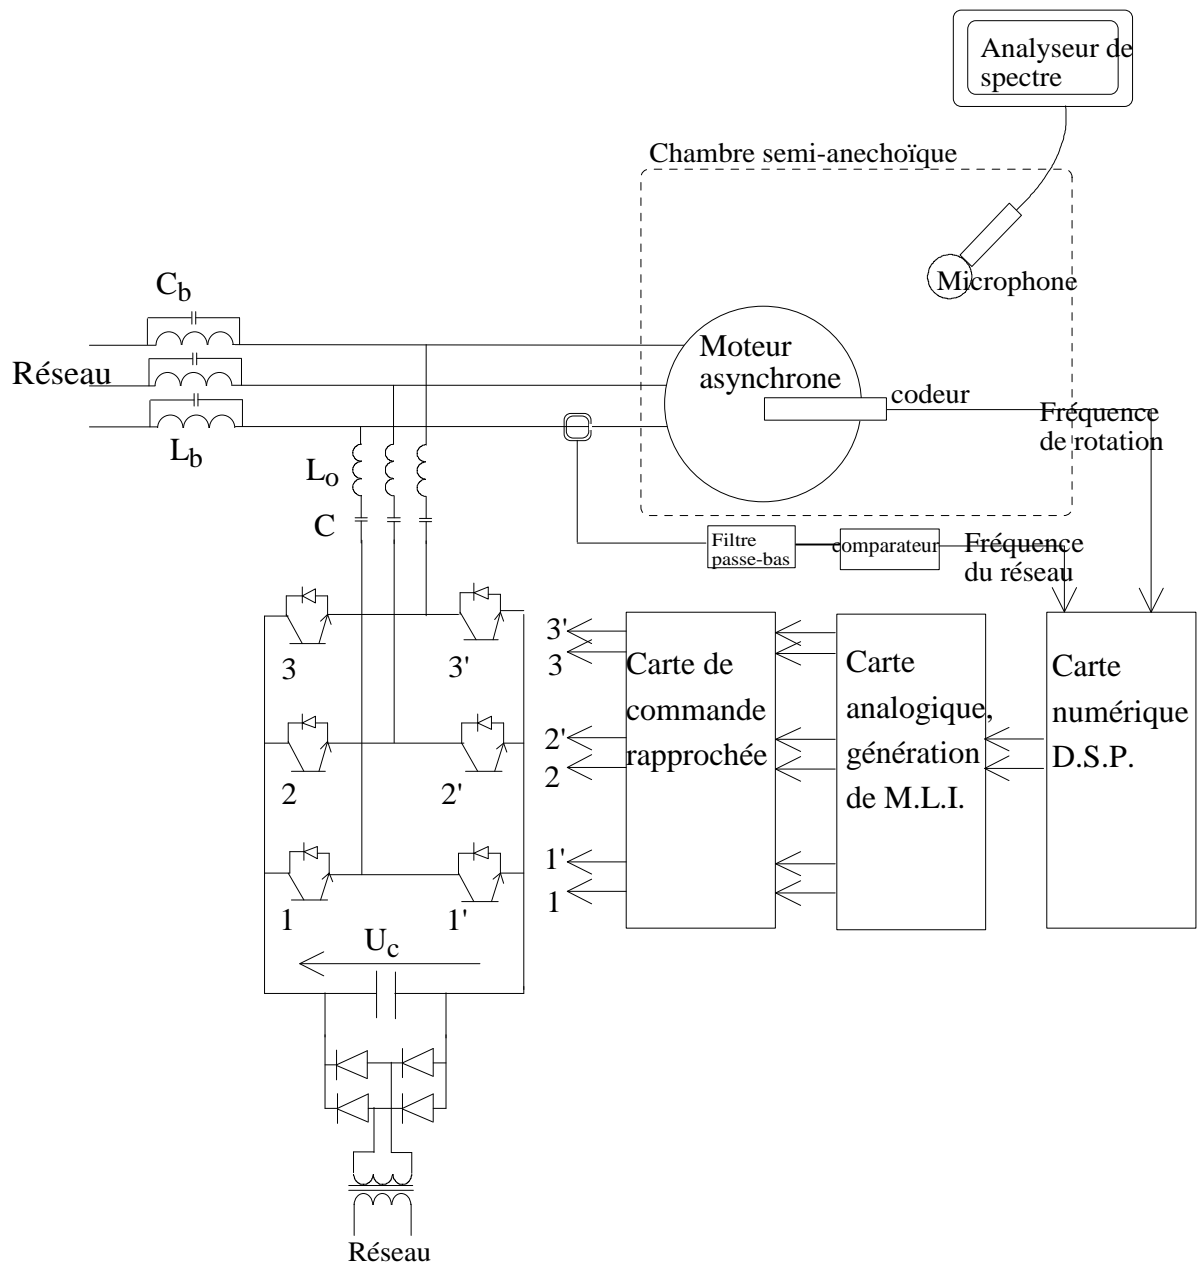 Analyseur de
spectre
Chambre semi-anechoïque
Microphone
C_b
Réseau
L_b
Moteur
asynchrone
codeur
Fréquence
de rotation
L_o
C
Filtre
passe-bas
comparateur
Fréquence
du réseau
3
3'
2
2'
1
1'
3'
3
2'
2
1'
1
Carte de
commande
rapprochée
Carte
analogique,
génération
de M.L.I.
Carte
numérique
D.S.P.
U_c
Réseau